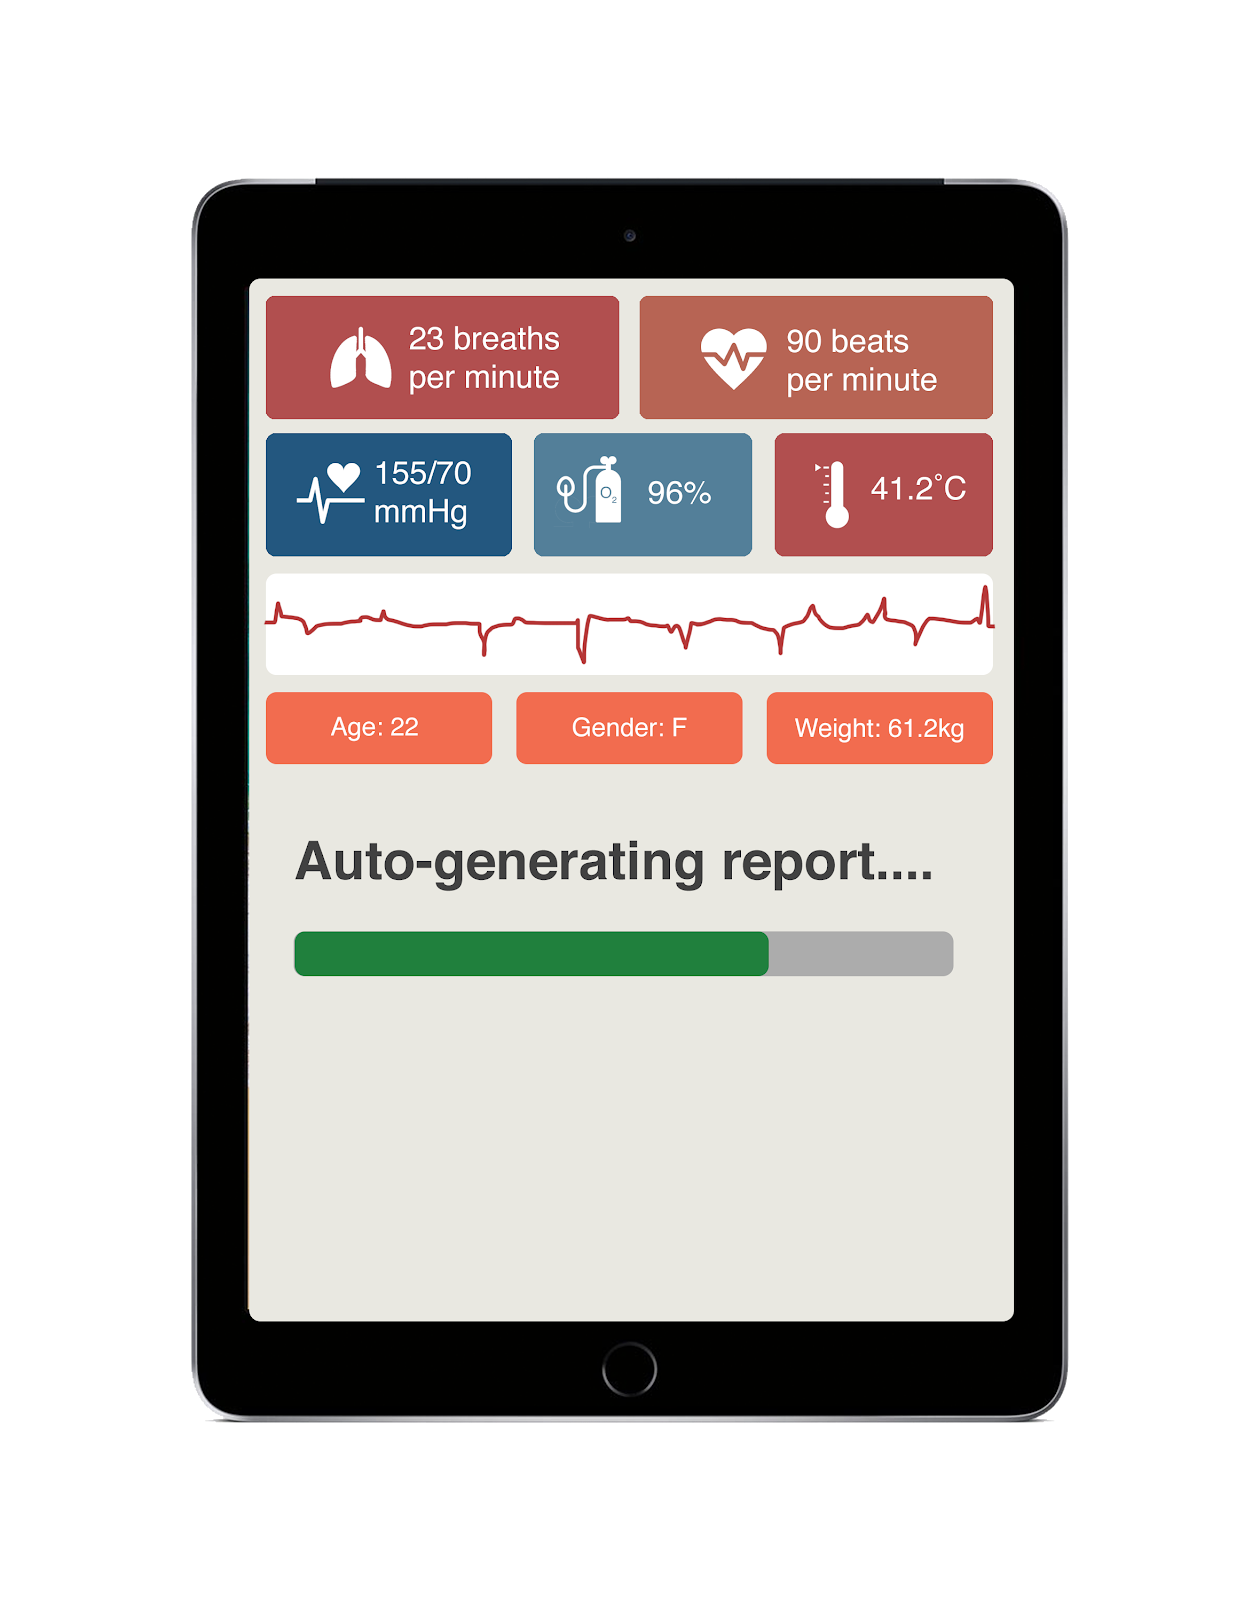 23 breaths
per minute
90 beats
per minute
155/70
mmHg
O2
96%
41.2°C
Age: 22
Gender: F
Weight: 61.2kg
Auto-generating report....